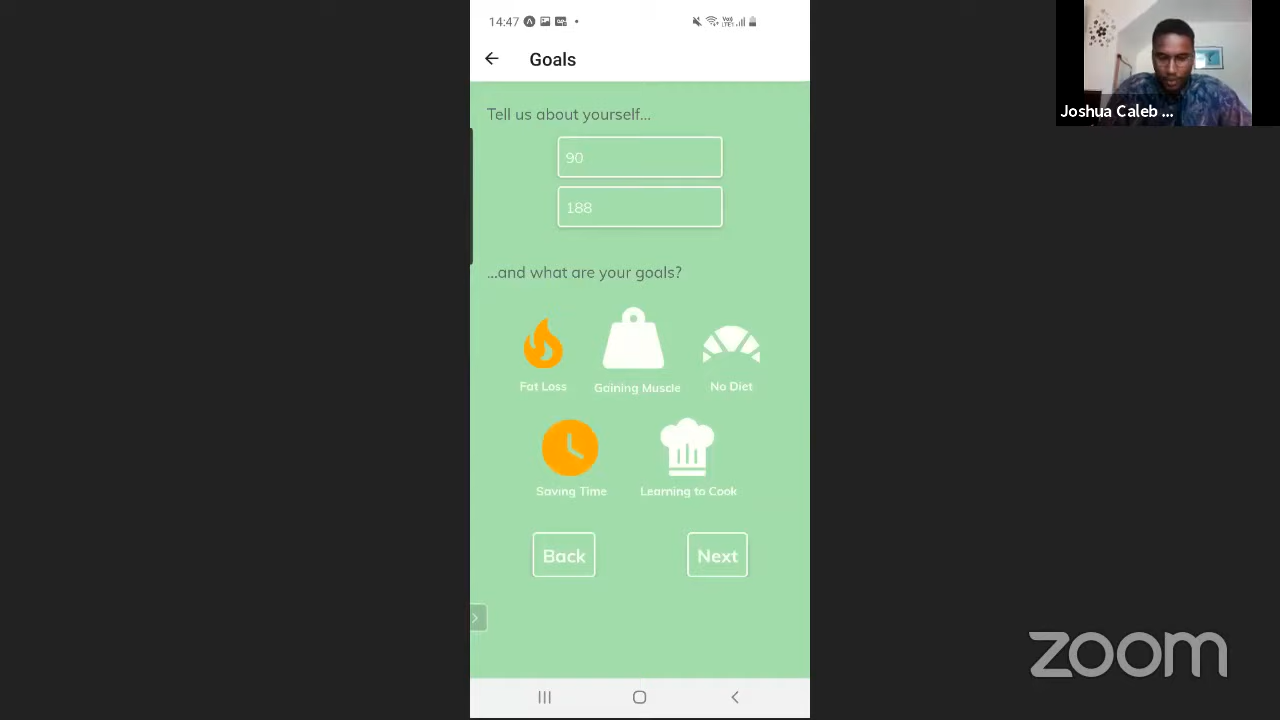 14:47
Goals
Tell us about yourself...
90
188
...and what are your goals?
Fat Loss
Gaining Muscle
No Diet
Saving Time
Learning to Cook
Back
Next
Joshua Caleb ...
zoom